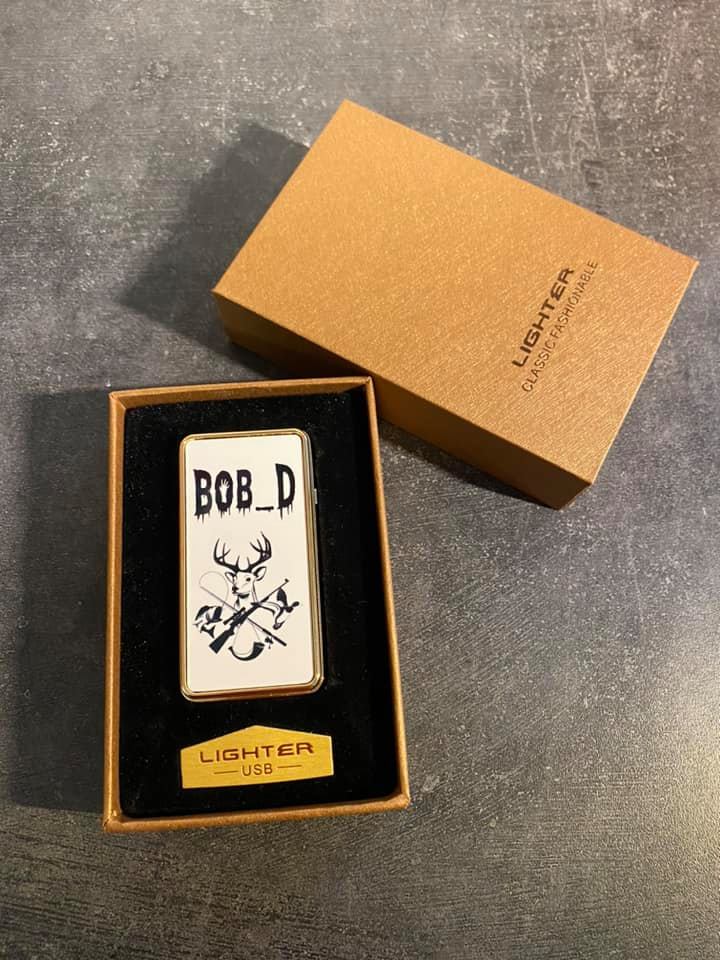 LIGHTER
CLASSIC FASHIONABLE
BOB_D
LIGHTER
USB